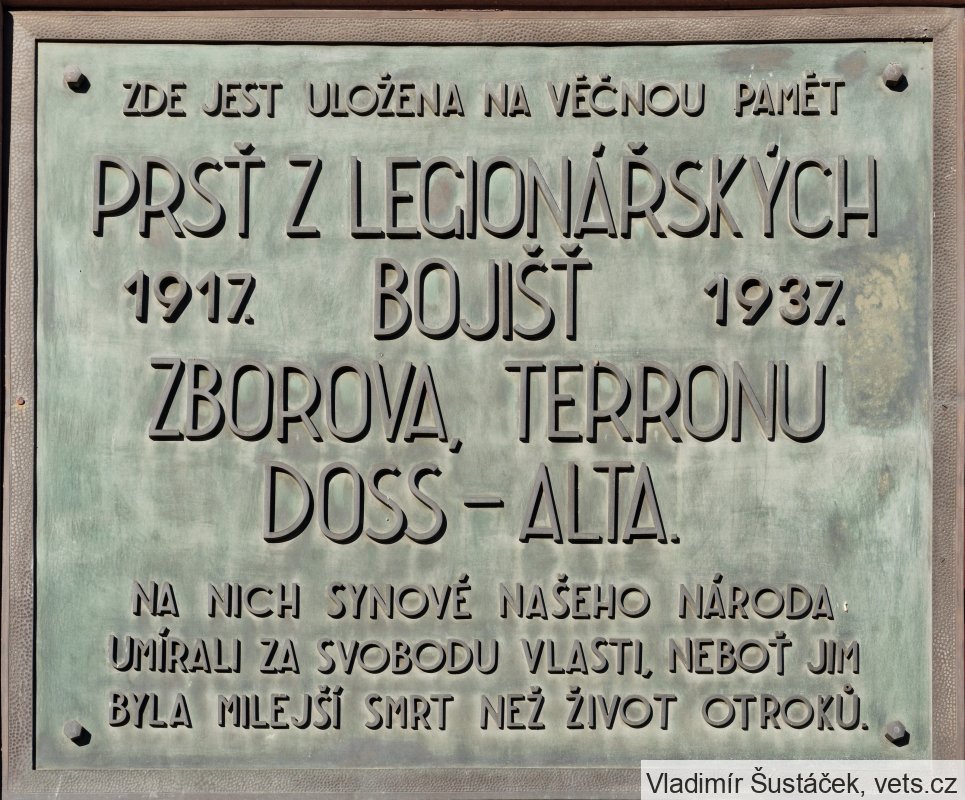 ZDE JEST ULOŽENA NA VĚČNOU PAMĚT
PRSŤ Z LEGIONÁŘSKÝCH
1917. BOJIŠŤ 1937.
ZBOROVA, TERRONU
DOSS – ALTA.
NA NICH SYNOVÉ NAŠEHO NÁRODA
UMÍRALI ZA SVOBODU VLASTI, NEBOŤ JIM
BYLA MILEJŠÍ SMRT NEŽ ŽIVOT OTROKŮ.
Vladimír Šustáček, vets.cz